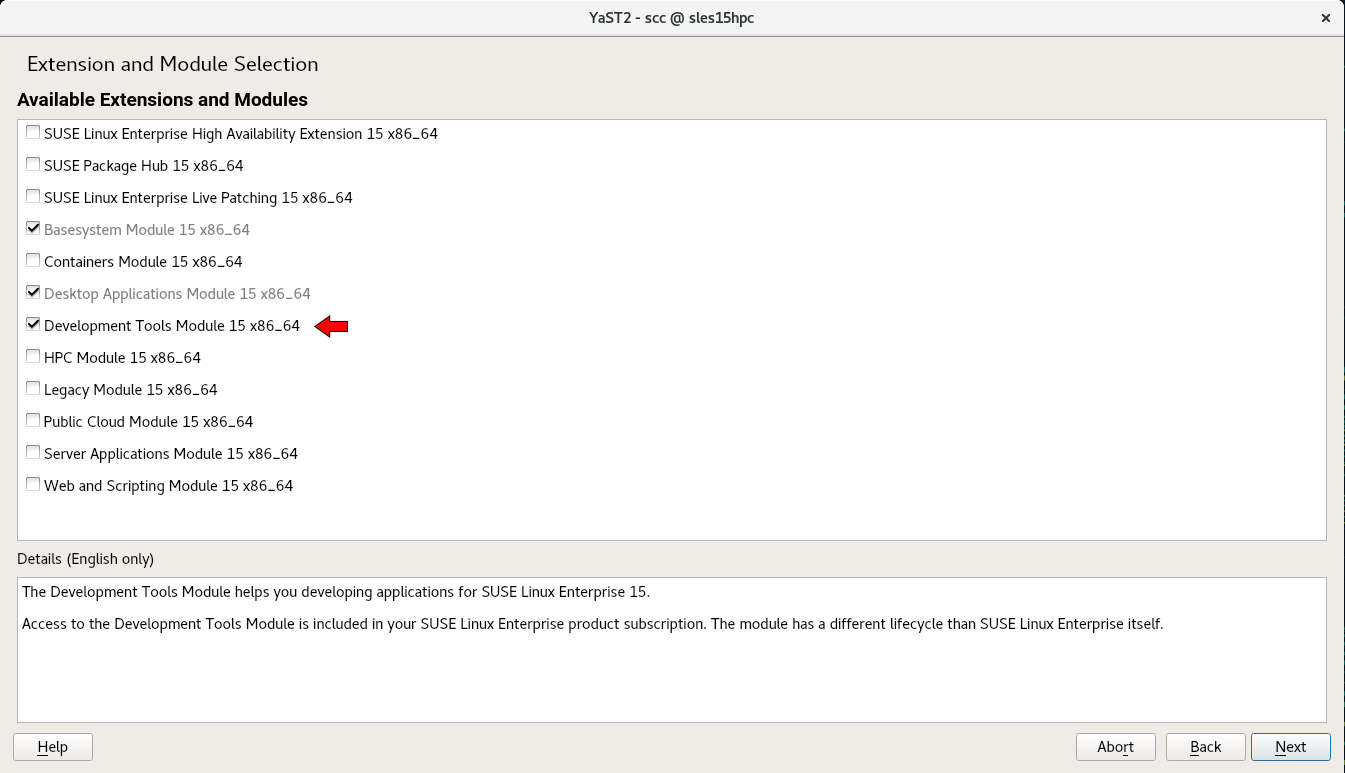 YaST2 - scc @ sles15hpc
Extension and Module Selection
Available Extensions and Modules
SUSE Linux Enterprise High Availability Extension 15 x86_64
SUSE Package Hub 15 x86_64
SUSE Linux Enterprise Live Patching 15 x86_64
Basesystem Module 15 x86_64
Containers Module 15 x86_64
Desktop Applications Module 15 x86_64
Development Tools Module 15 x86_64
HPC Module 15 x86_64
Legacy Module 15 x86_64
Public Cloud Module 15 x86_64
Server Applications Module 15 x86_64
Web and Scripting Module 15 x86_64
Details (English only)
The Development Tools Module helps you developing applications for SUSE Linux Enterprise 15.
Access to the Development Tools Module is included in your SUSE Linux Enterprise product subscription. The module has a different lifecycle than SUSE Linux Enterprise itself.
Help Abort Back Next